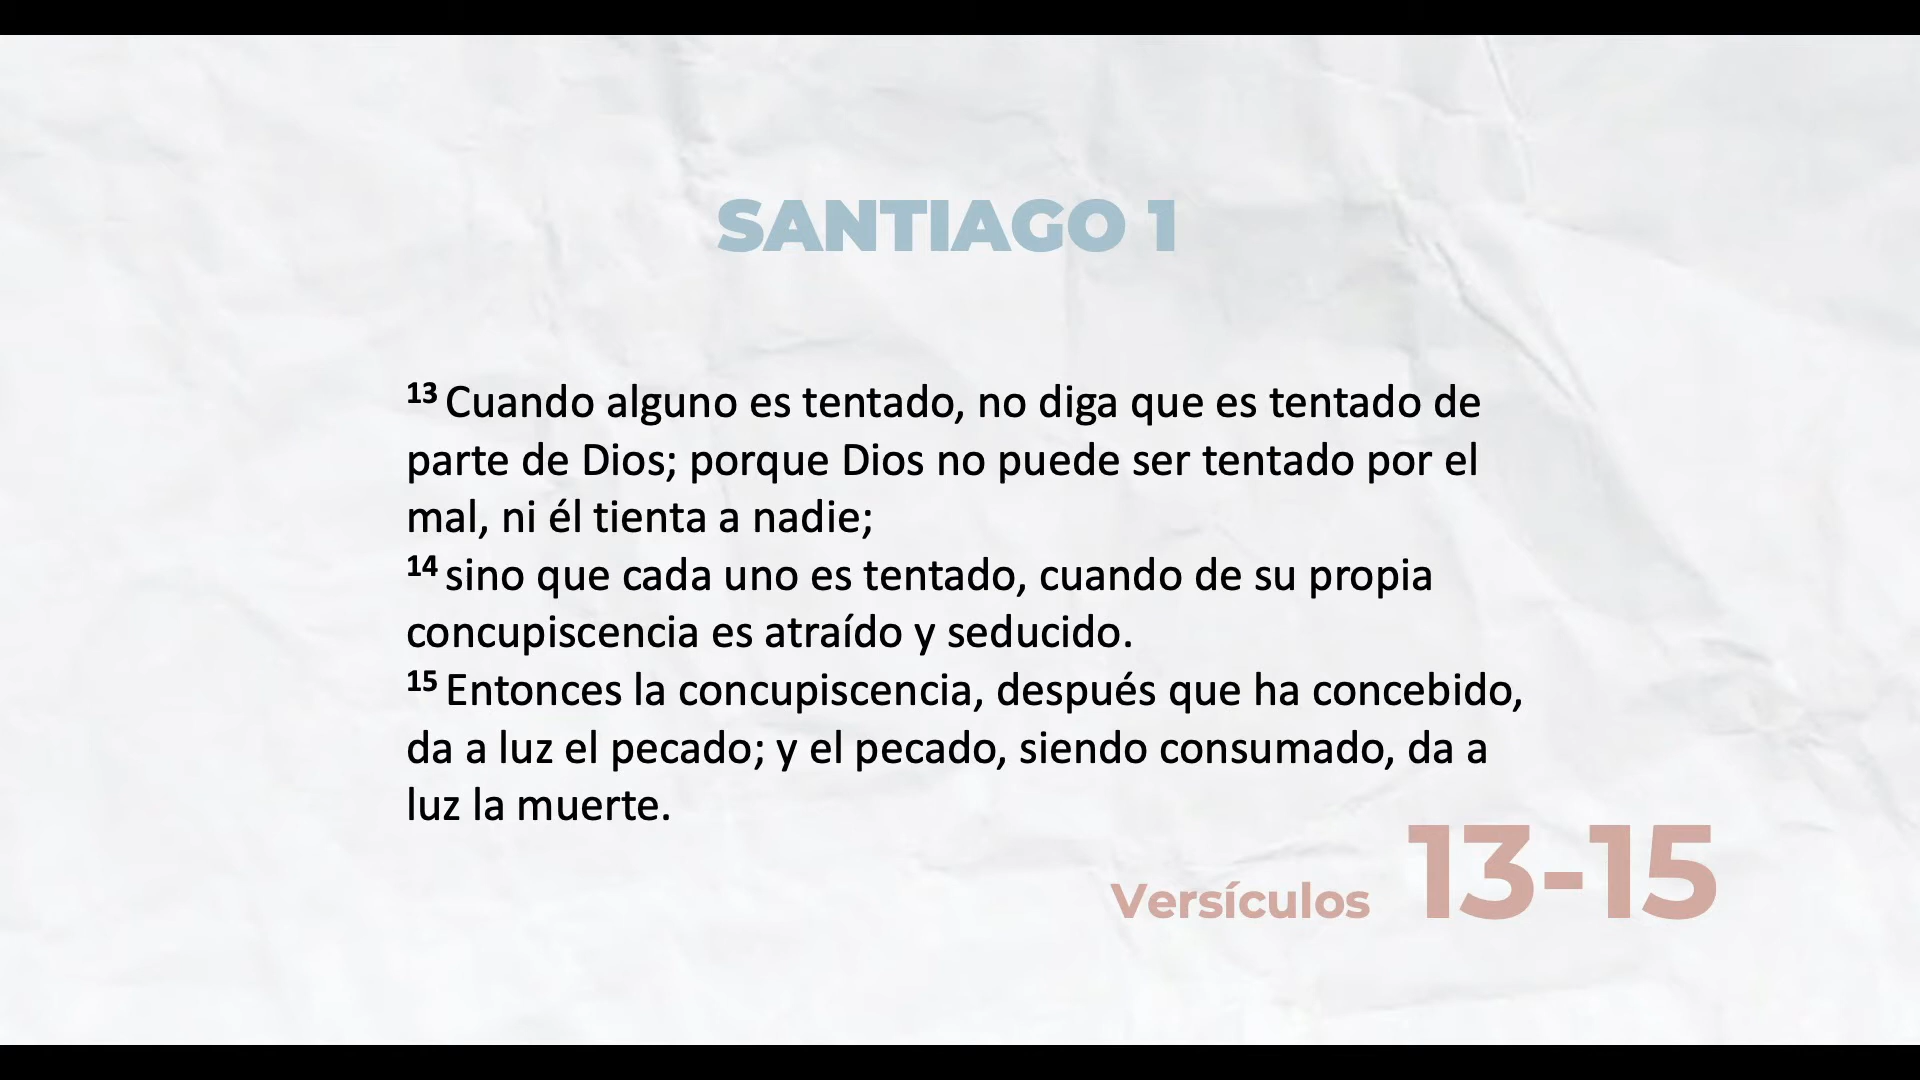 SANTIAGO 1
13 Cuando alguno es tentado, no diga que es tentado de
parte de Dios; porque Dios no puede ser tentado por el
mal, ni él tienta a nadie;
14 sino que cada uno es tentado, cuando de su propia
concupiscencia es atraído y seducido.
15 Entonces la concupiscencia, después que ha concebido,
da a luz el pecado; y el pecado, siendo consumado, da a
luz la muerte.
Versículos 13-15